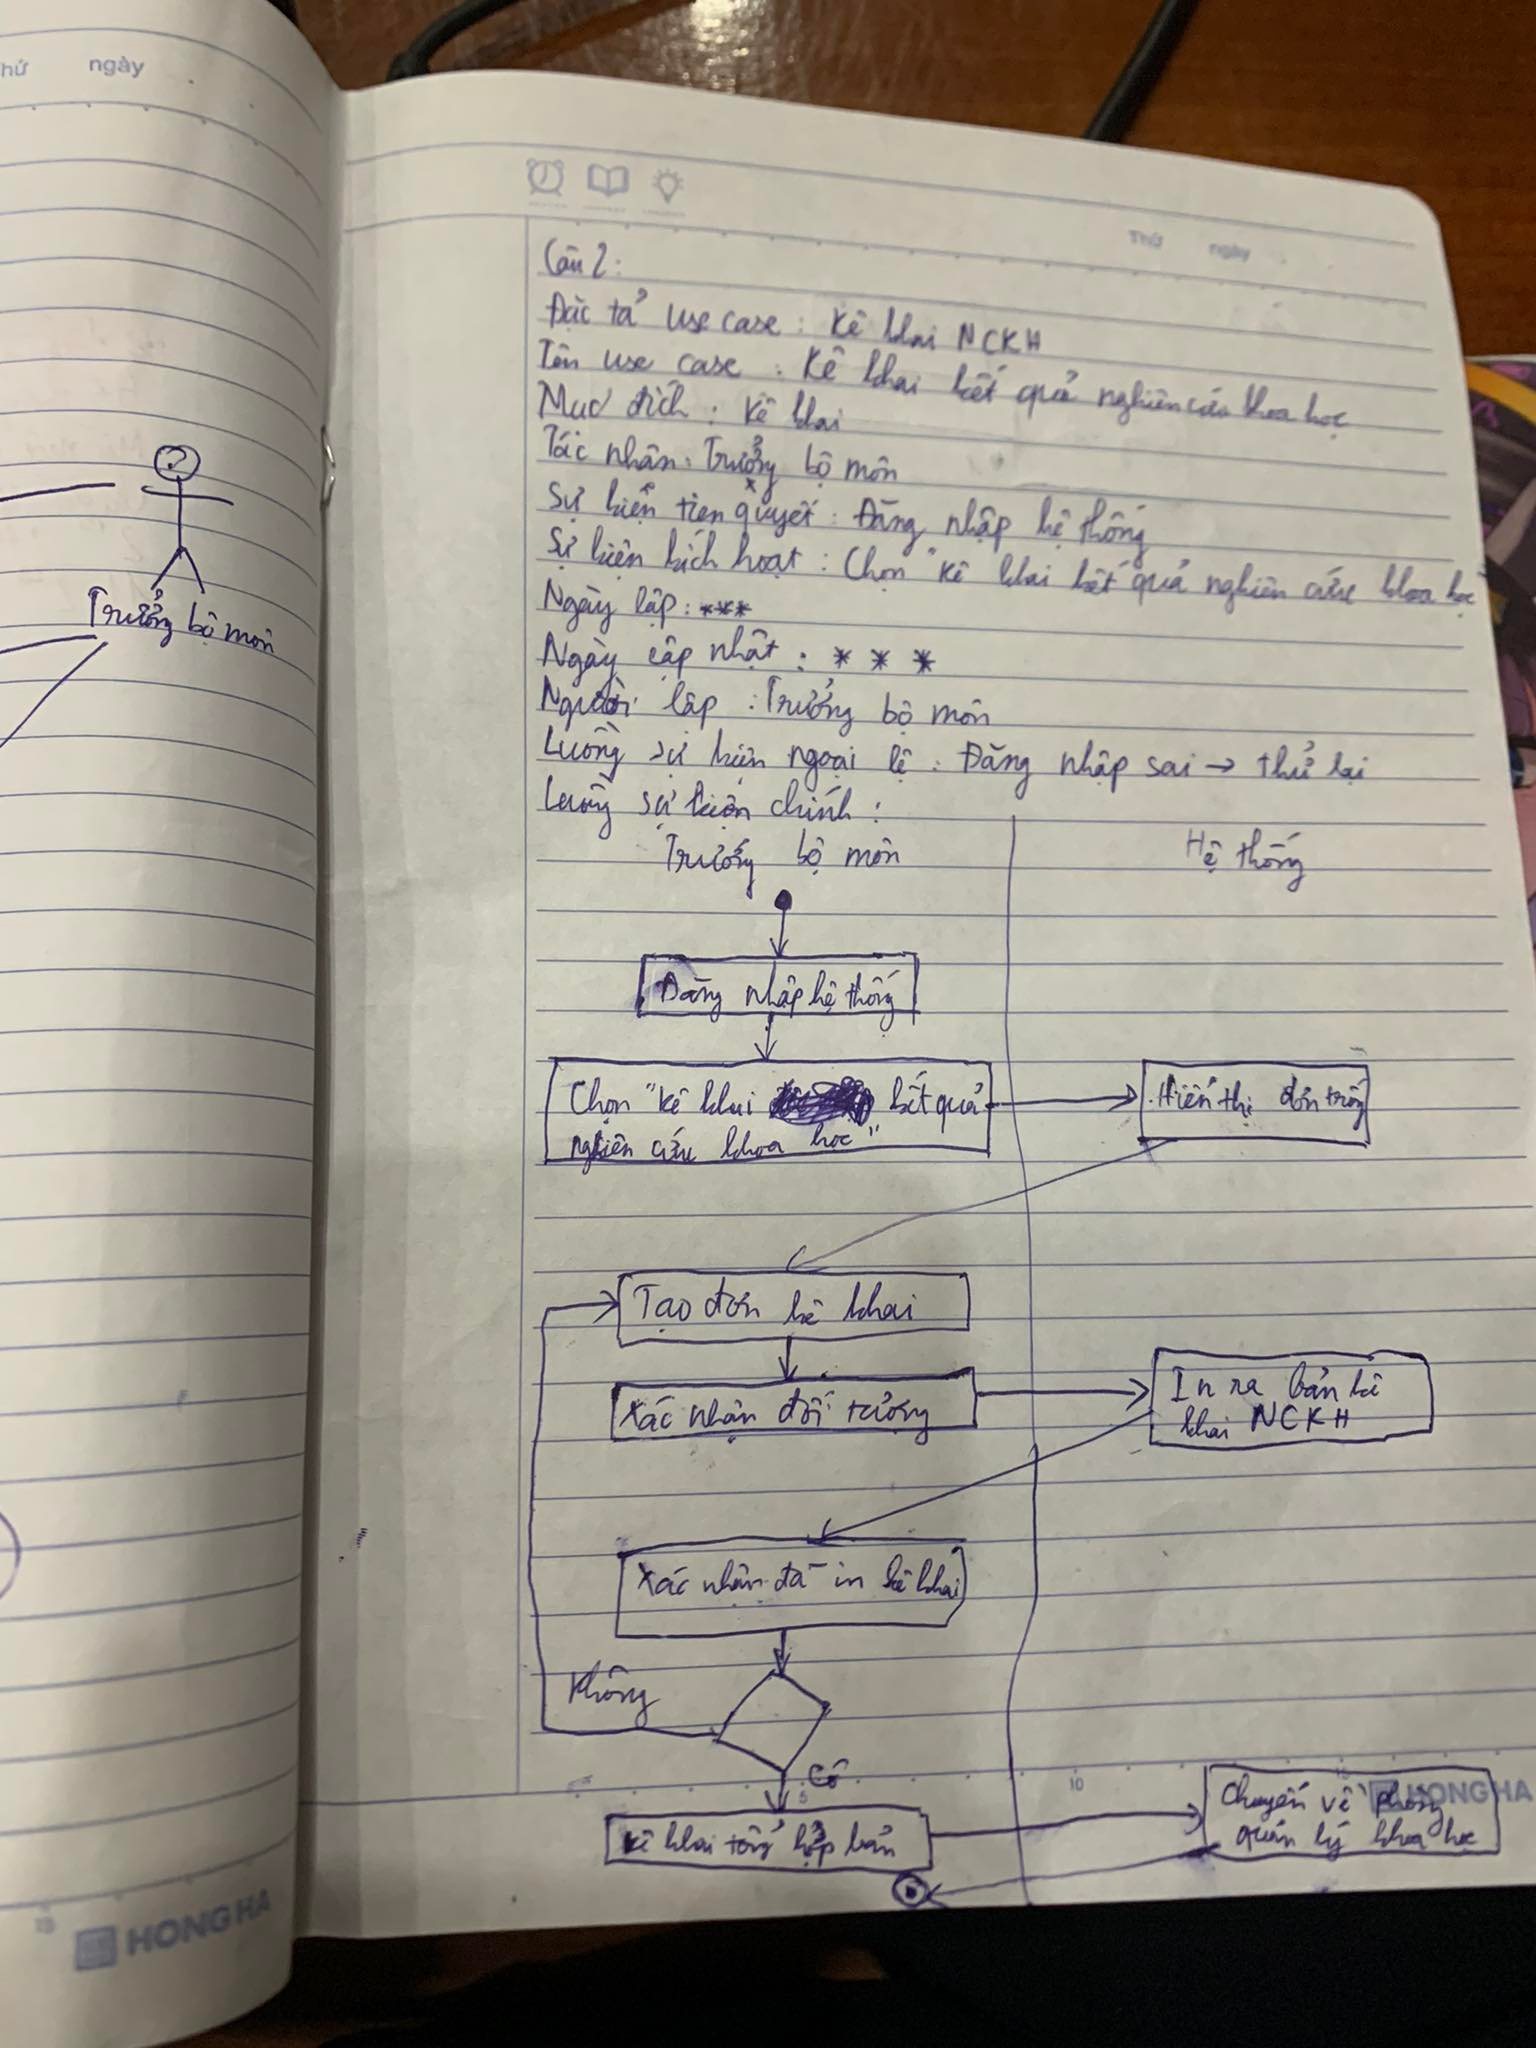 hứ ngày
Trưởng bộ môn
HONG HA
Thứ ngày
Câu 2:
Đặc tả use case : Kê khai NCKH
Tên use case : Kê khai kết quả nghiên cứu khoa học
Mục đích : Kê khai
Tác nhân : Trưởng bộ môn
Sự kiện tiên quyết : Đăng nhập hệ thống
Sự kiện kích hoạt : Chọn "Kê khai kết quả nghiên cứu khoa học
Ngày lập : ***
Ngày cập nhật : * * *
Người lập : Trưởng bộ môn
Luồng sự kiện ngoại lệ : Đăng nhập sai → thử lại
Luồng sự kiện chính :
Trưởng bộ môn Hệ thống
Đăng nhập hệ thống
Chọn "kê khai kết quả
nghiên cứu khoa học"
Hiển thị đơn trống
Tạo đơn kê khai
Xác nhận đối tượng
In ra bản kê
khai NCKH
Xác nhận đã in kê khai
Không
Có
5 10 15
HONG HA
Kê khai tổng hợp bản
Chuyển về phòng
quản lý khoa học